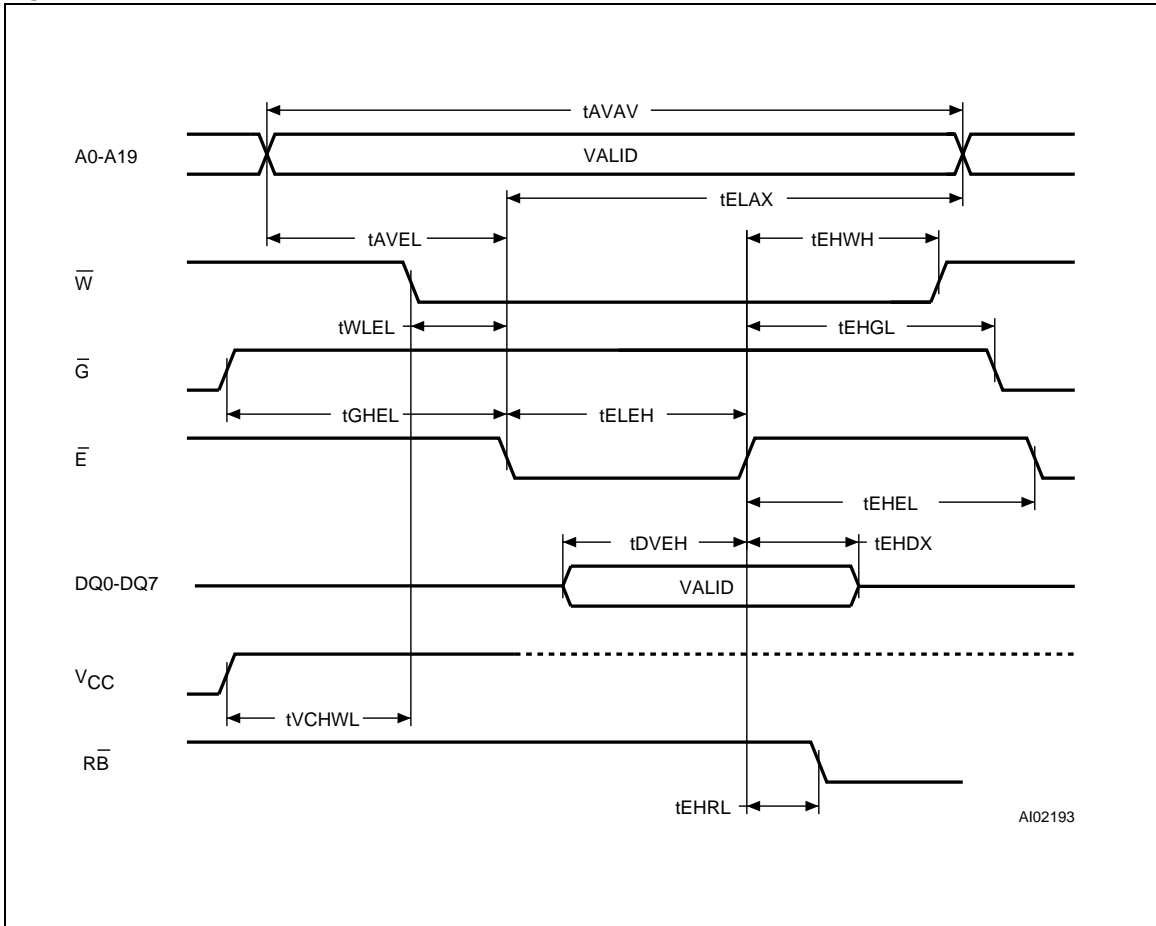 tAVAV
A0-A19
VALID
tELAX
tAVEL
tEHWH
W̅
tWLEL
tEHGL
G̅
tGHEL
tELEH
E̅
tEHEL
tDVEH
tEHDX
DQ0-DQ7
VALID
VCC
tVCHWL
RB̅
tEHRL
AI02193